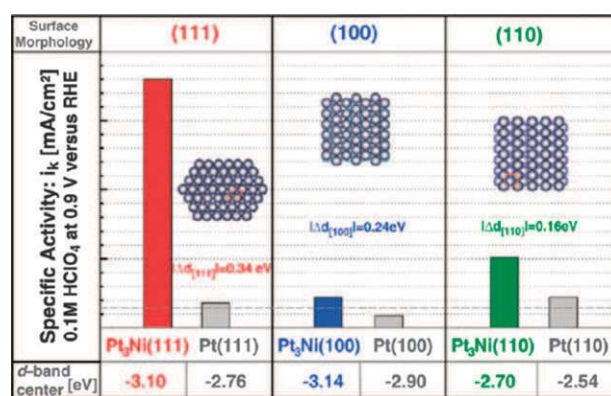 Surface
Morphology
(111)
(100)
(110)
Specific Activity: iₖ [mA/cm²]
0.1M HClO₄ at 0.9 V versus RHE
|Δd[111]|=0.34 eV
|Δd[100]|=0.24eV
|Δd[110]|=0.16eV
Pt₃Ni(111) Pt(111) Pt₃Ni(100) Pt(100) Pt₃Ni(110) Pt(110)
d-band
center [eV]
-3.10 -2.76 -3.14 -2.90 -2.70 -2.54